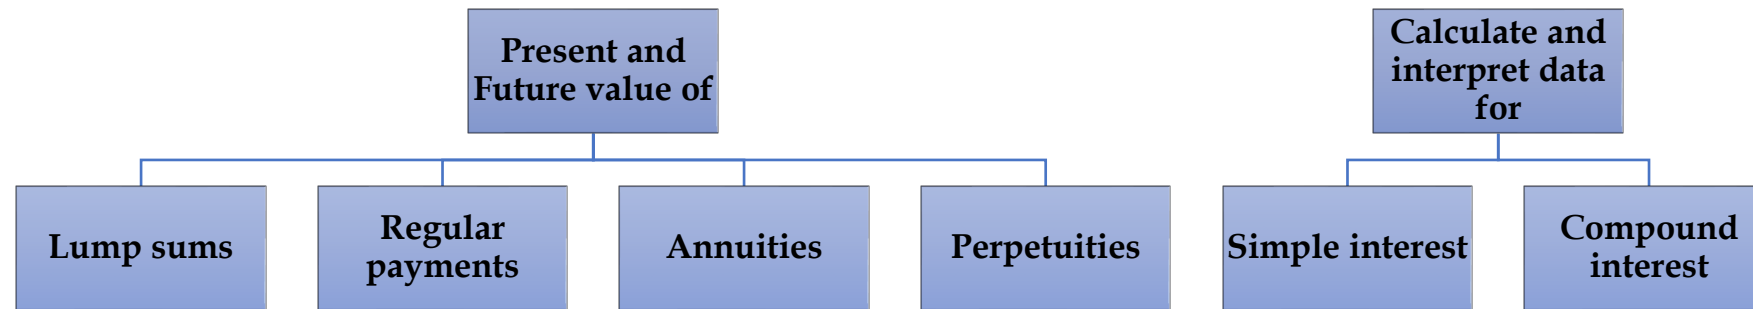 Present and
Future value of
Calculate and
interpret data
for
Lump sums
Regular
payments
Annuities
Perpetuities
Simple interest
Compound
interest